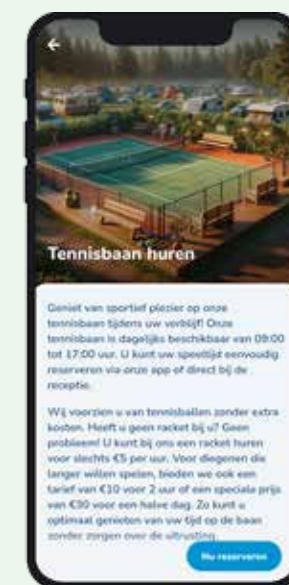 Tennisbaan huren
Geniet van sportief plezier op onze
tennisbaan tijdens uw verblijf! Onze
tennisbaan is dagelijks beschikbaar van 09:00
tot 17:00 uur. U kunt uw speeltijd eenvoudig
reserveren via onze app of direct bij de
receptie.
Wij voorzien u van tennisballen zonder extra
kosten. Heeft u geen racket bij u? Geen
probleem! U kunt bij ons een racket huren
voor slechts €5 per uur. Voor diegenen die
langer willen spelen, bieden we ook een
tarief van €10 voor 2 uur of een speciale prijs
van €30 voor een halve dag. Zo kunt u
optimaal genieten van uw tijd op de baan
zonder zorgen over de uitrusting.
Nu reserveren